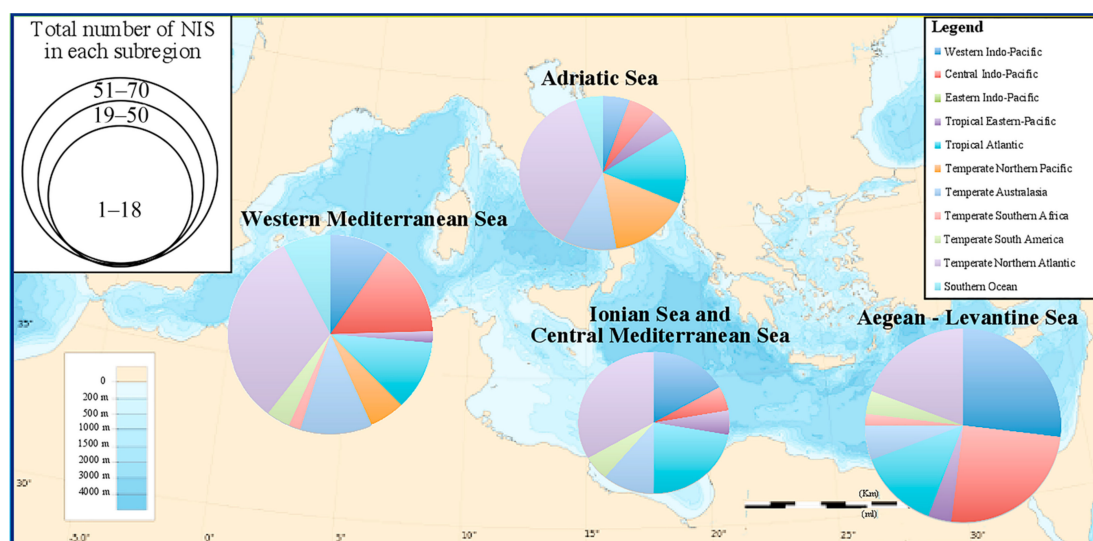 Total number of NIS
in each subregion
51–70
19–50
1–18
Adriatic Sea
Western Mediterranean Sea
Ionian Sea and
Central Mediterranean Sea
Aegean - Levantine Sea
Legend
Western Indo-Pacific
Central Indo-Pacific
Eastern Indo-Pacific
Tropical Eastern-Pacific
Tropical Atlantic
Temperate Northern Pacific
Temperate Australasia
Temperate Southern Africa
Temperate South America
Temperate Northern Atlantic
Southern Ocean
35°
30°
0
200 m
500 m
1000 m
1500 m
2000 m
3000 m
4000 m
(Km)
(ml)
-5.0°
0°
5°
10°
15°
20°
25°
30°